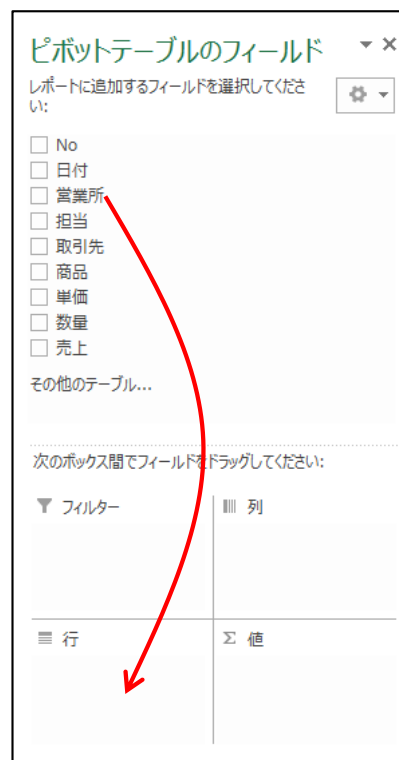 ピボットテーブルのフィールド
レポートに追加するフィールドを選択してくださ
い:
No
日付
営業所
担当
取引先
商品
単価
数量
売上
その他のテーブル...
次のボックス間でフィールドをドラッグしてください:
フィルター
列
行
Σ 値